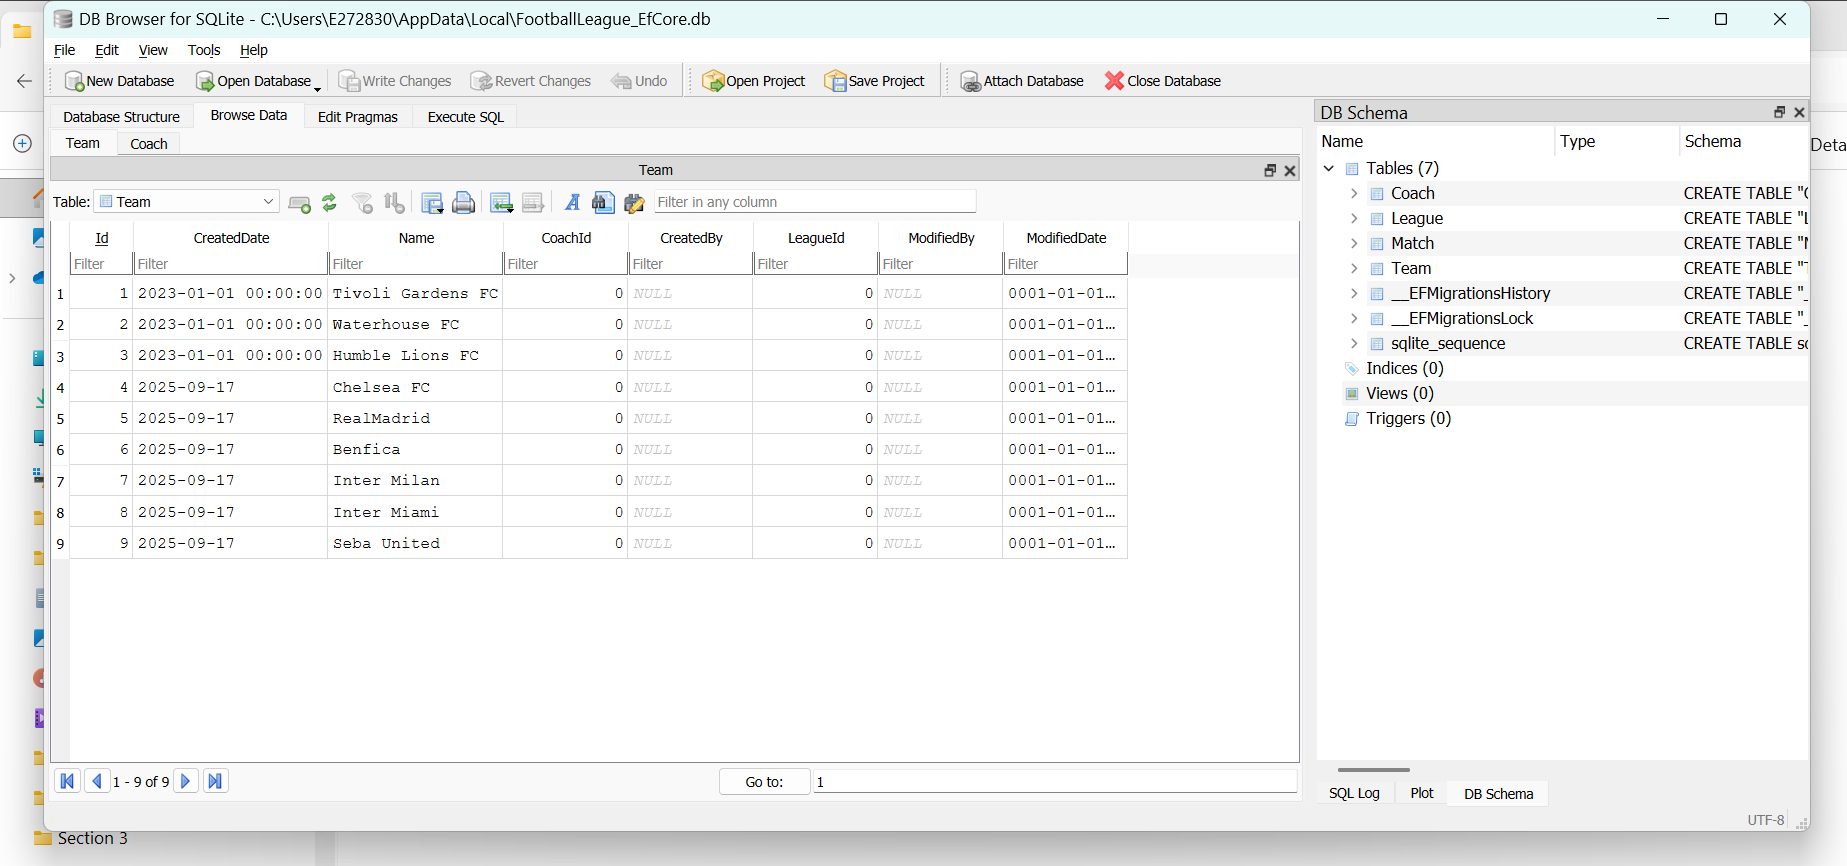 DB Browser for SQLite - C:\Users\E272830\AppData\Local\FootballLeague_EfCore.db
File Edit View Tools Help
New Database Open Database Write Changes Revert Changes Undo Open Project Save Project Attach Database Close Database
Database Structure Browse Data Edit Pragmas Execute SQL
Team Coach
Team
Table: Team Filter in any column
Id CreatedDate Name CoachId CreatedBy LeagueId ModifiedBy ModifiedDate
Filter Filter Filter Filter Filter Filter Filter Filter
1 1 2023-01-01 00:00:00 Tivoli Gardens FC 0 NULL 0 NULL 0001-01-01…
2 2 2023-01-01 00:00:00 Waterhouse FC 0 NULL 0 NULL 0001-01-01…
3 3 2023-01-01 00:00:00 Humble Lions FC 0 NULL 0 NULL 0001-01-01…
4 4 2025-09-17 Chelsea FC 0 NULL 0 NULL 0001-01-01…
5 5 2025-09-17 RealMadrid 0 NULL 0 NULL 0001-01-01…
6 6 2025-09-17 Benfica 0 NULL 0 NULL 0001-01-01…
7 7 2025-09-17 Inter Milan 0 NULL 0 NULL 0001-01-01…
8 8 2025-09-17 Inter Miami 0 NULL 0 NULL 0001-01-01…
9 9 2025-09-17 Seba United 0 NULL 0 NULL 0001-01-01…
1 - 9 of 9 Go to: 1
DB Schema
Name Type Schema
Tables (7)
Coach CREATE TABLE "
League CREATE TABLE "L
Match CREATE TABLE "M
Team CREATE TABLE "T
__EFMigrationsHistory CREATE TABLE "_
__EFMigrationsLock CREATE TABLE "_
sqlite_sequence CREATE TABLE
Indices (0)
Views (0)
Triggers (0)
SQL Log Plot DB Schema
UTF-8
Deta
Section 3